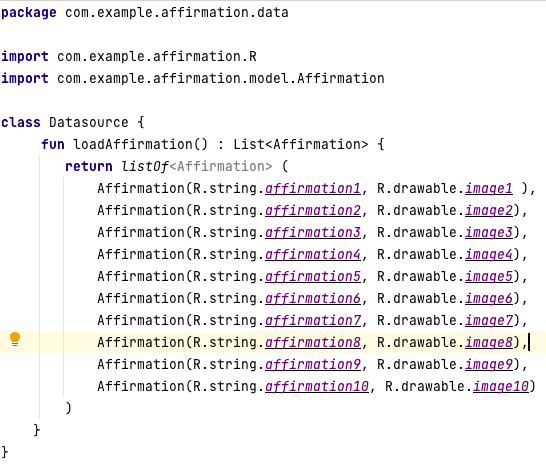 package com.example.affirmation.data
import com.example.affirmation.R
import com.example.affirmation.model.Affirmation
class Datasource {
fun loadAffirmation() : List<Affirmation> {
return listOf<Affirmation> (
Affirmation(R.string.affirmation1, R.drawable.image1 ),
Affirmation(R.string.affirmation2, R.drawable.image2),
Affirmation(R.string.affirmation3, R.drawable.image3),
Affirmation(R.string.affirmation4, R.drawable.image4),
Affirmation(R.string.affirmation5, R.drawable.image5),
Affirmation(R.string.affirmation6, R.drawable.image6),
Affirmation(R.string.affirmation7, R.drawable.image7),
Affirmation(R.string.affirmation8, R.drawable.image8),
Affirmation(R.string.affirmation9, R.drawable.image9),
Affirmation(R.string.affirmation10, R.drawable.image10)
)
}
}